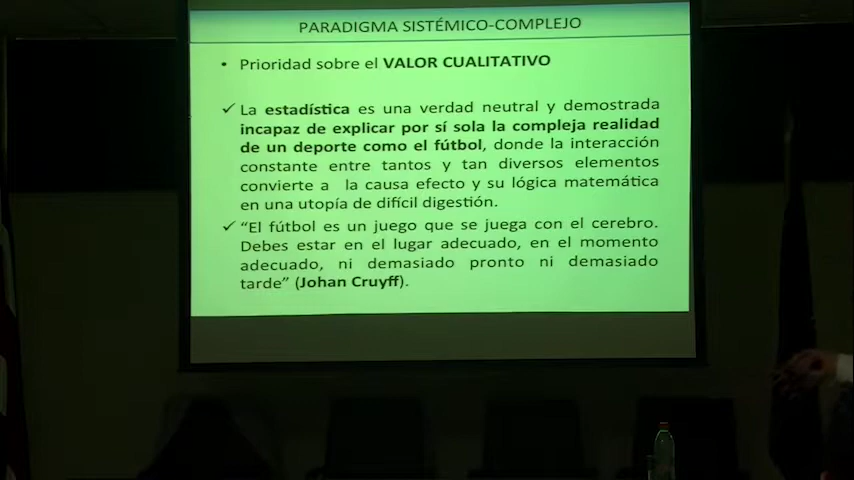 PARADIGMA SISTÉMICO-COMPLEJO
• Prioridad sobre el VALOR CUALITATIVO
✓ La estadística es una verdad neutral y demostrada
incapaz de explicar por sí sola la compleja realidad
de un deporte como el fútbol, donde la interacción
constante entre tantos y tan diversos elementos
convierte a la causa efecto y su lógica matemática
en una utopía de difícil digestión.
✓ “El fútbol es un juego que se juega con el cerebro.
Debes estar en el lugar adecuado, en el momento
adecuado, ni demasiado pronto ni demasiado
tarde” (Johan Cruyff).